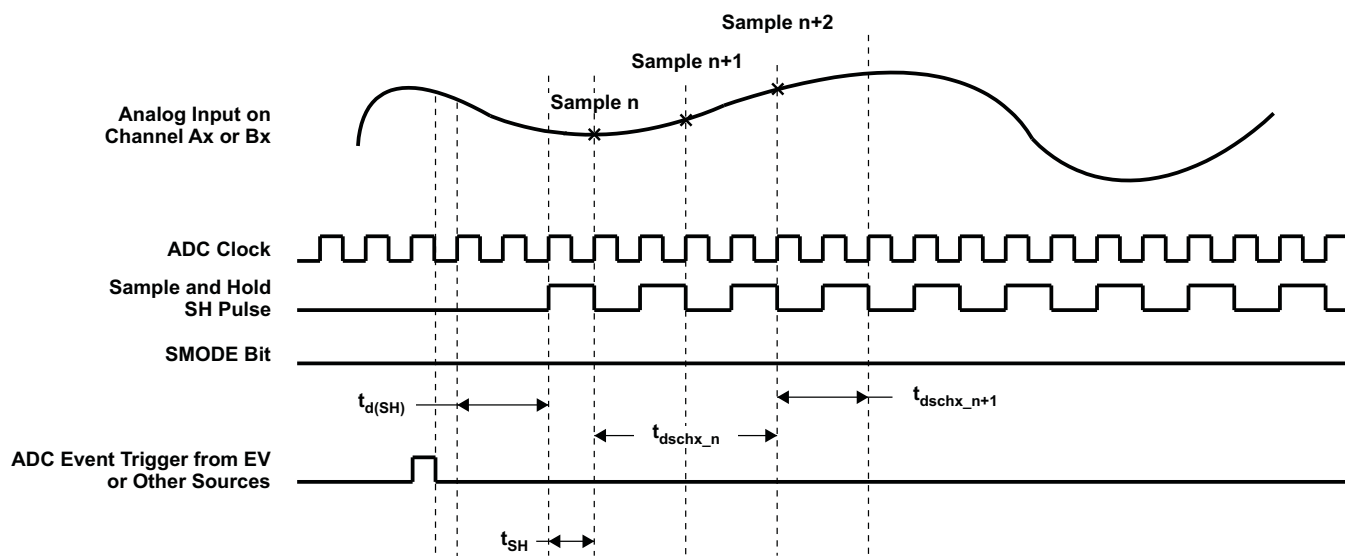 Sample n+2
Sample n+1
Sample n
Analog Input on
Channel Ax or Bx
ADC Clock
Sample and Hold
SH Pulse
SMODE Bit
td(SH)
tdschx_n+1
tdschx_n
ADC Event Trigger from EV
or Other Sources
tSH